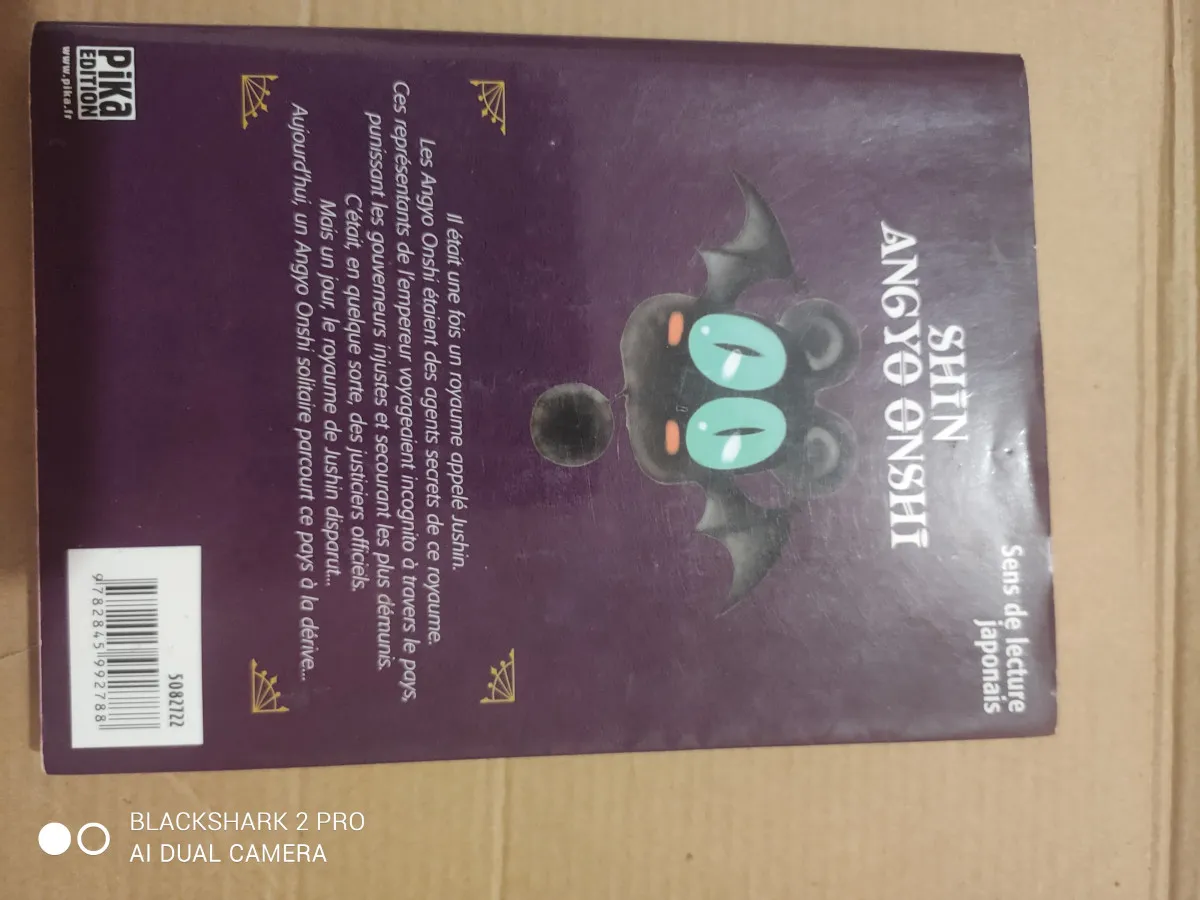 Sens de lecture
japonais
SHIN
ANGYO ONSHI
Il était une fois un royaume appelé Jushin.
Les Angyo Onshi étaient des agents secrets de ce royaume.
Ces représentants de l'empereur voyageaient incognito à travers le pays,
punissant les gouverneurs injustes et secourant les plus démunis.
C'était, en quelque sorte, des justiciers officiels.
Mais un jour, le royaume de Jushin disparut...
Aujourd'hui, un Angyo Onshi solitaire parcourt ce pays à la dérive...
PIKA
EDITION
www.pika.fr
5082722
9782845992788
BLACKSHARK 2 PRO
AI DUAL CAMERA